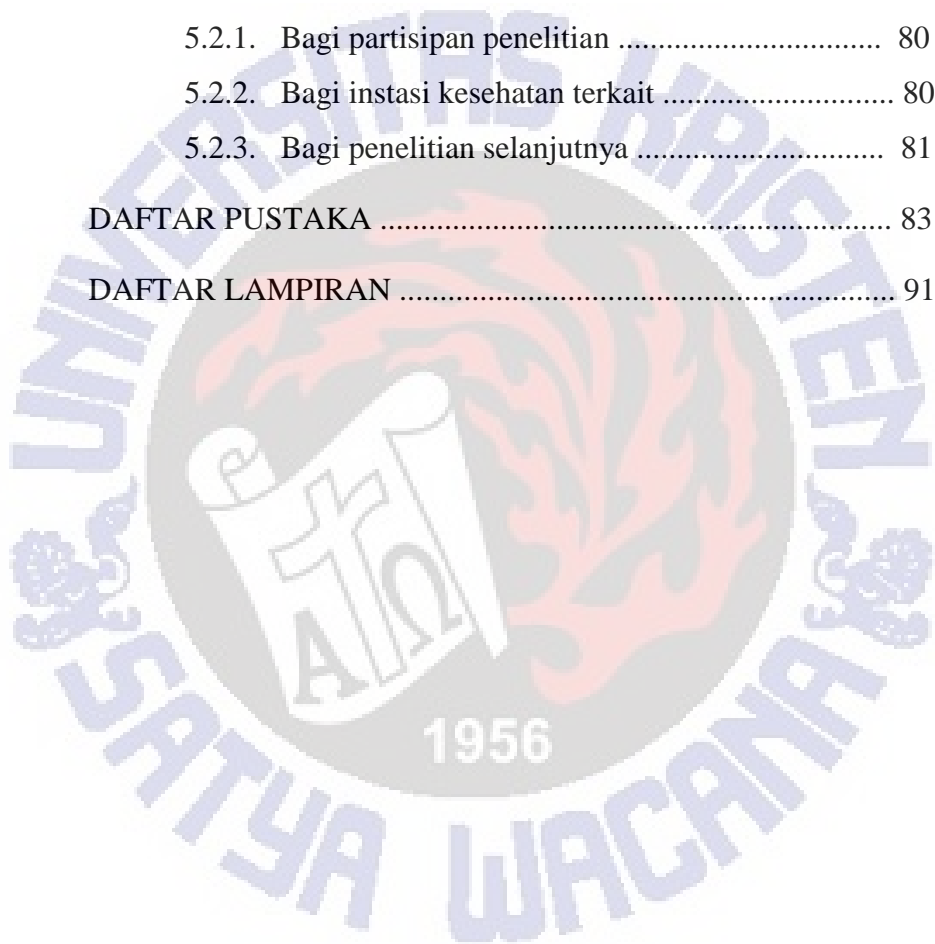 5.2.1. Bagi partisipan penelitian ................................. 80
5.2.2. Bagi instasi kesehatan terkait ............................. 80
5.2.3. Bagi penelitian selanjutnya ............................... 81
DAFTAR PUSTAKA ................................................................ 83
DAFTAR LAMPIRAN .............................................................. 91
UNIVERSITAS KRISTEN
Α Ω
1956
SATYA WACANA